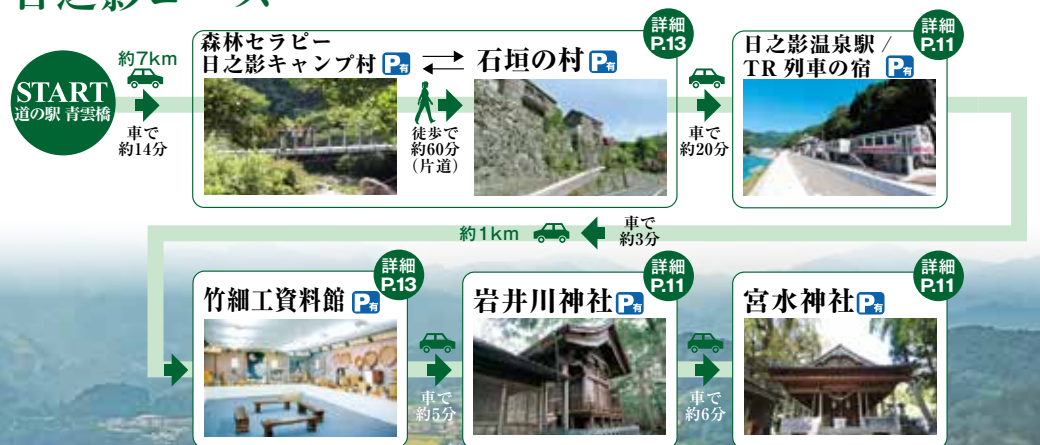 日之影コース
START
道の駅 青雲橋
約7km
車で
約14分
森林セラピー
日之影キャンプ村 P有
徒歩で
約60分
(片道)
石垣の村 P有
詳細
P.13
車で
約20分
日之影温泉駅 /
TR 列車の宿 P有
詳細
P.11
約1km
車で
約3分
竹細工資料館 P有
詳細
P.13
車で
約5分
岩井川神社 P有
詳細
P.11
車で
約6分
宮水神社 P有
詳細
P.11